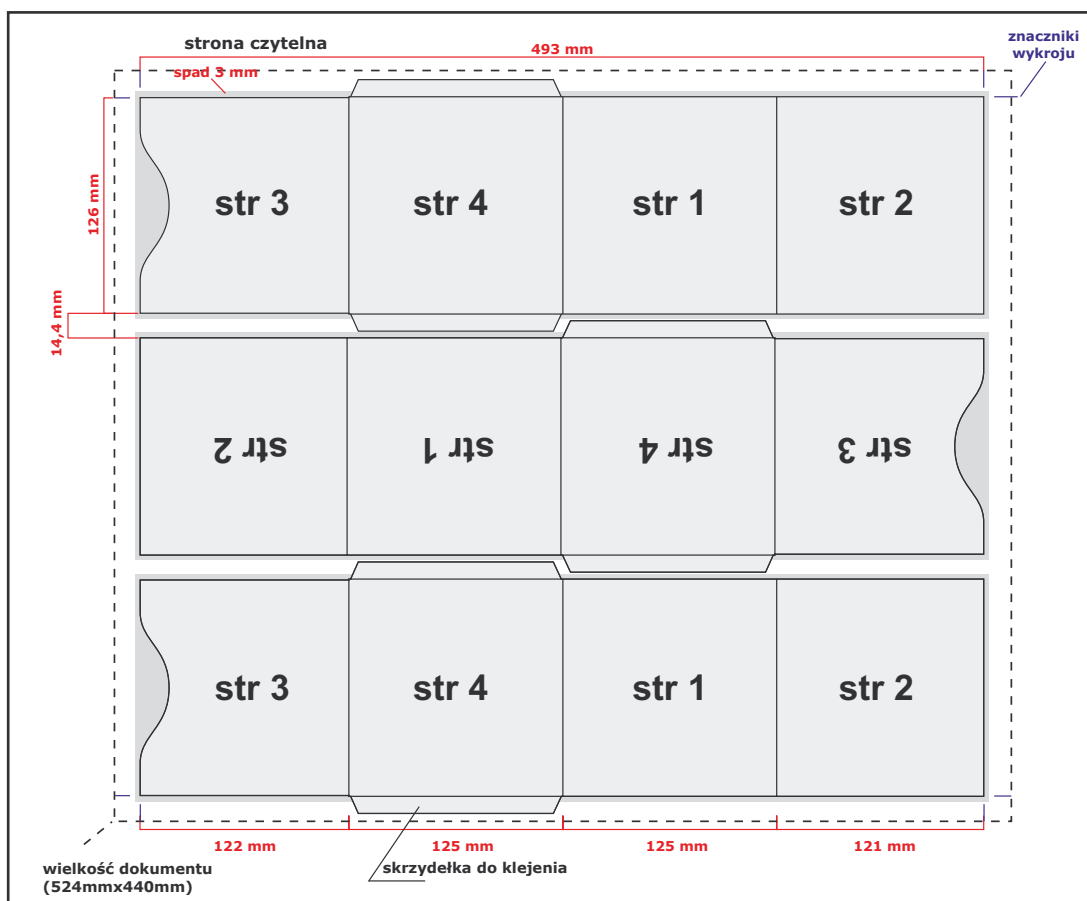 strona czytelna
493 mm
znaczniki
wykroju
spad 3 mm
126 mm
str 3
str 4
str 1
str 2
14,4 mm
str 2
str 1
str 4
str 3
str 3
str 4
str 1
str 2
122 mm
125 mm
125 mm
121 mm
wielkość dokumentu
(524mmx440mm)
skrzydełka do klejenia